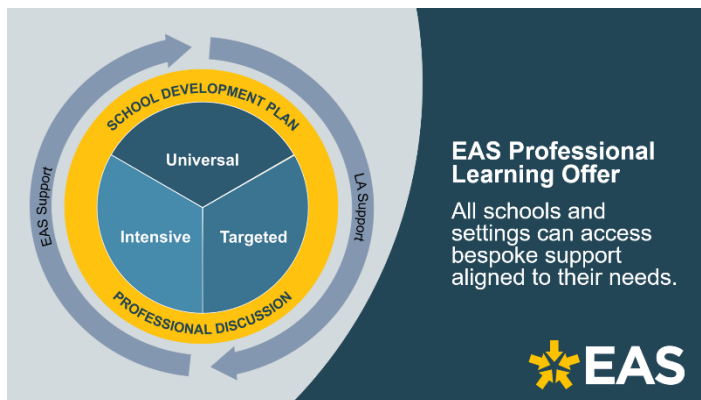 SCHOOL DEVELOPMENT PLAN
Universal
Intensive
Targeted
PROFESSIONAL DISCUSSION
EAS Support
LA Support
EAS Professional
Learning Offer
All schools and
settings can access
bespoke support
aligned to their needs.
EAS